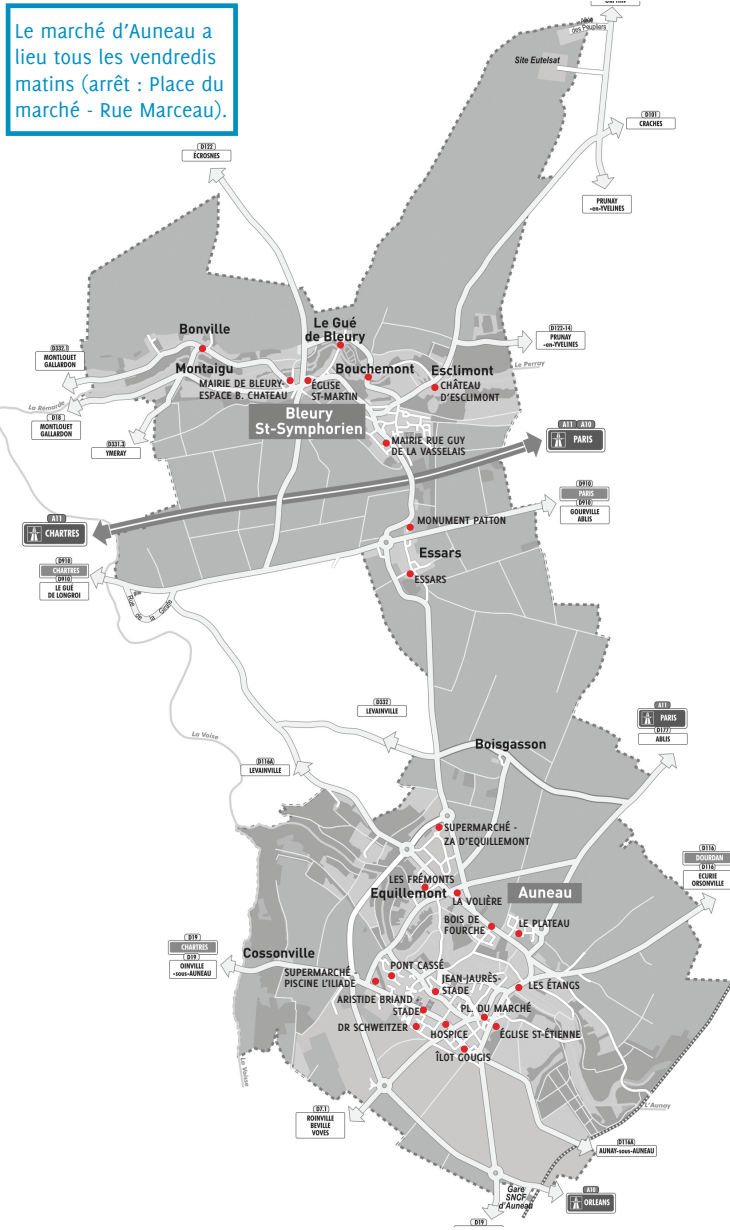 Le marché d'Auneau a
lieu tous les vendredis
matins (arrêt : Place du
marché - Rue Marceau).
des Peupliers
Site Eutelsat
D101
CRACHES
D122
ÉCROSNES
PRUNAY
-en-YVELINES
Bonville
Le Gué
de Bleury
D122-14
PRUNAY
-en-YVELINES
D332.1
MONTLOUET
GALLARDON
Le Perray
Montaigu
Bouchemont
Esclimont
MAIRIE DE BLEURY-
ESPACE B. CHATEAU
ÉGLISE
ST-MARTIN
CHÂTEAU
D'ESCLIMONT
La Rémarde
D18
MONTLOUET
GALLARDON
Bleury
St-Symphorien
D331.3
YMERAY
MAIRIE RUE GUY
DE LA VASSELAIS
A11 A10
PARIS
D910
PARIS
D910
GOURVILLE
ABLIS
A11
CHARTRES
MONUMENT PATTON
Essars
ESSARS
D910
CHARTRES
D910
LE GUÉ
DE LONGROI
Rue de la Girafe
D332
LEVAINVILLE
A11
PARIS
D177
ABLIS
La Voise
Boisgasson
D116A
LEVAINVILLE
SUPERMARCHÉ -
ZA D'EQUILLEMONT
D116
DOURDAN
D116
ECURIE
ORSONVILLE
LES FRÉMONTS
Equillemont
LA VOLIÈRE
Auneau
BOIS DE
FOURCHE
LE PLATEAU
D19
CHARTRES
D19
OINVILLE
-sous-AUNEAU
Cossonville
SUPERMARCHÉ -
PISCINE L'ILIADE
PONT CASSÉ
JEAN-JAURÈS-
STADE
LES ÉTANGS
ARISTIDE BRIAND -
STADE
PL. DU MARCHÉ
DR SCHWEITZER
HOSPICE
ÉGLISE ST-ÉTIENNE
ÎLOT GOUGIS
La Voisse
L'Aunay
D7.1
ROINVILLE
BEVILLE
VOVES
D116A
AUNAY-sous-AUNEAU
Gare
SNCF
d'Auneau
A10
ORLEANS
D19